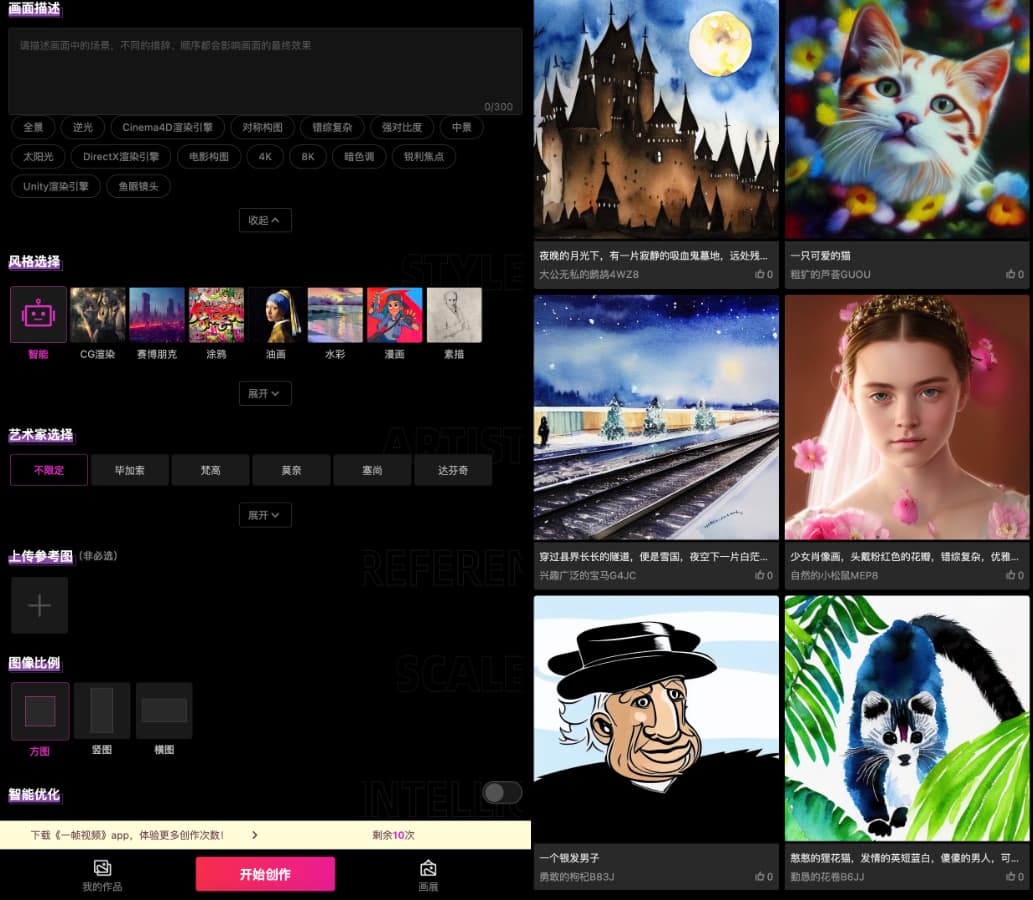 画面描述
请描述画面中的场景，不同的措辞，顺序都会影响画面的最终效果
0/300
全景 逆光 Cinema4D渲染引擎 对称构图 错综复杂 强对比度 中景
太阳光 DirectX渲染引擎 电影构图 4K 8K 暗色调 锐利焦点
Unity渲染引擎 鱼眼镜头
收起
风格选择
STYLE
智能 CG渲染 赛博朋克 涂鸦 油画 水彩 漫画 素描
展开
艺术家选择
ARTIST
不限定 毕加索 梵高 莫奈 塞尚 达芬奇
展开
上传参考图 (非必选)
REFEREN
图像比例
SCALE
方图 竖图 横图
智能优化
INTELLI
下载《一帧视频》app，体验更多创作次数！
剩余10次
我的作品 开始创作 画展
夜晚的月光下，有一片寂静的吸血鬼墓地，远处残...
大公无私的鹧鸪4WZ8 0
一只可爱的猫
粗犷的芦荟GUOU 0
穿过县界长长的隧道，便是雪国，夜空下一片白茫...
兴趣广泛的宝马G4JC 0
少女肖像画，头戴粉红色的花瓣，错综复杂，优雅...
自然的小松鼠MEP8 0
一个银发男子
勇敢的枸杞B83J 0
憨憨的狸花猫，发情的英短蓝白，傻傻的男人，可...
勤恳的花卷B6JJ 0